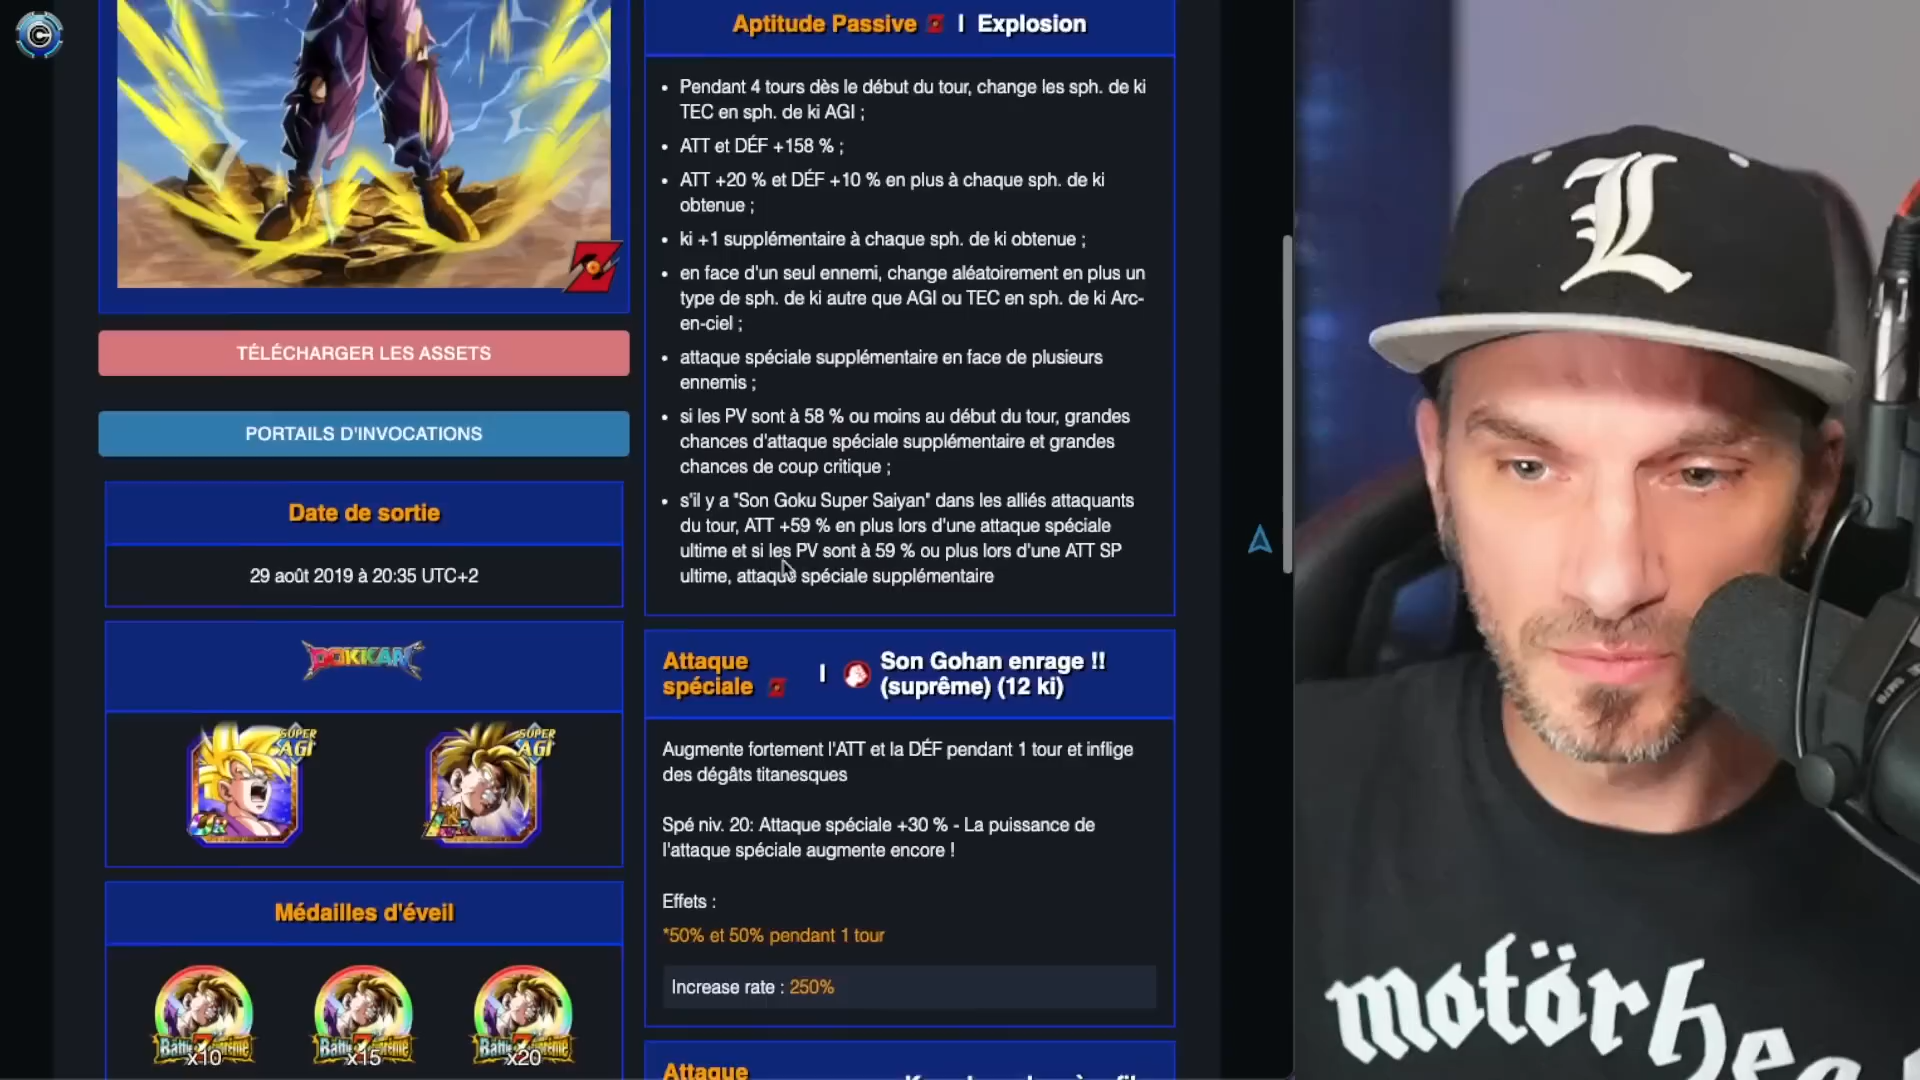 Aptitude Passive Z | Explosion
• Pendant 4 tours dès le début du tour, change les sph. de ki
TEC en sph. de ki AGI ;
• ATT et DÉF +158 % ;
• ATT +20 % et DÉF +10 % en plus à chaque sph. de ki
obtenue ;
• ki +1 supplémentaire à chaque sph. de ki obtenue ;
• en face d'un seul ennemi, change aléatoirement en plus un
type de sph. de ki autre que AGI ou TEC en sph. de ki Arc-
en-ciel ;
• attaque spéciale supplémentaire en face de plusieurs
ennemis ;
• si les PV sont à 58 % ou moins au début du tour, grandes
chances d'attaque spéciale supplémentaire et grandes
chances de coup critique ;
• s'il y a "Son Goku Super Saiyan" dans les alliés attaquants
du tour, ATT +59 % en plus lors d'une attaque spéciale
ultime et si les PV sont à 59 % ou plus lors d'une ATT SP
ultime, attaque spéciale supplémentaire
Z
TÉLÉCHARGER LES ASSETS
PORTAILS D'INVOCATIONS
Date de sortie
29 août 2019 à 20:35 UTC+2
DOKKAN
SUPER
AGI
SUPER
AGI
Médailles d'éveil
x10
x15
x20
Attaque
spéciale | Son Gohan enrage !!
(suprême) (12 ki)
Augmente fortement l'ATT et la DÉF pendant 1 tour et inflige
des dégâts titanesques
Spé niv. 20: Attaque spéciale +30 % - La puissance de
l'attaque spéciale augmente encore !
Effets :
*50% et 50% pendant 1 tour
Increase rate : 250%
Attaque
L
motörhea